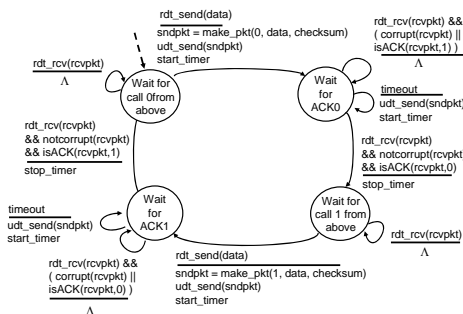 rdt_send(data)
sndpkt = make_pkt(0, data, checksum)
udt_send(sndpkt)
start_timer
rdt_rcv(rcvpkt) &&
( corrupt(rcvpkt) ||
isACK(rcvpkt,1) )
Λ
rdt_rcv(rcvpkt)
Λ
Wait for
call 0from
above
Wait
for
ACK0
timeout
udt_send(sndpkt)
start_timer
rdt_rcv(rcvpkt)
&& notcorrupt(rcvpkt)
&& isACK(rcvpkt,1)
stop_timer
rdt_rcv(rcvpkt)
&& notcorrupt(rcvpkt)
&& isACK(rcvpkt,0)
stop_timer
timeout
udt_send(sndpkt)
start_timer
Wait
for
ACK1
Wait for
call 1 from
above
rdt_rcv(rcvpkt)
Λ
rdt_rcv(rcvpkt) &&
( corrupt(rcvpkt) ||
isACK(rcvpkt,0) )
Λ
rdt_send(data)
sndpkt = make_pkt(1, data, checksum)
udt_send(sndpkt)
start_timer